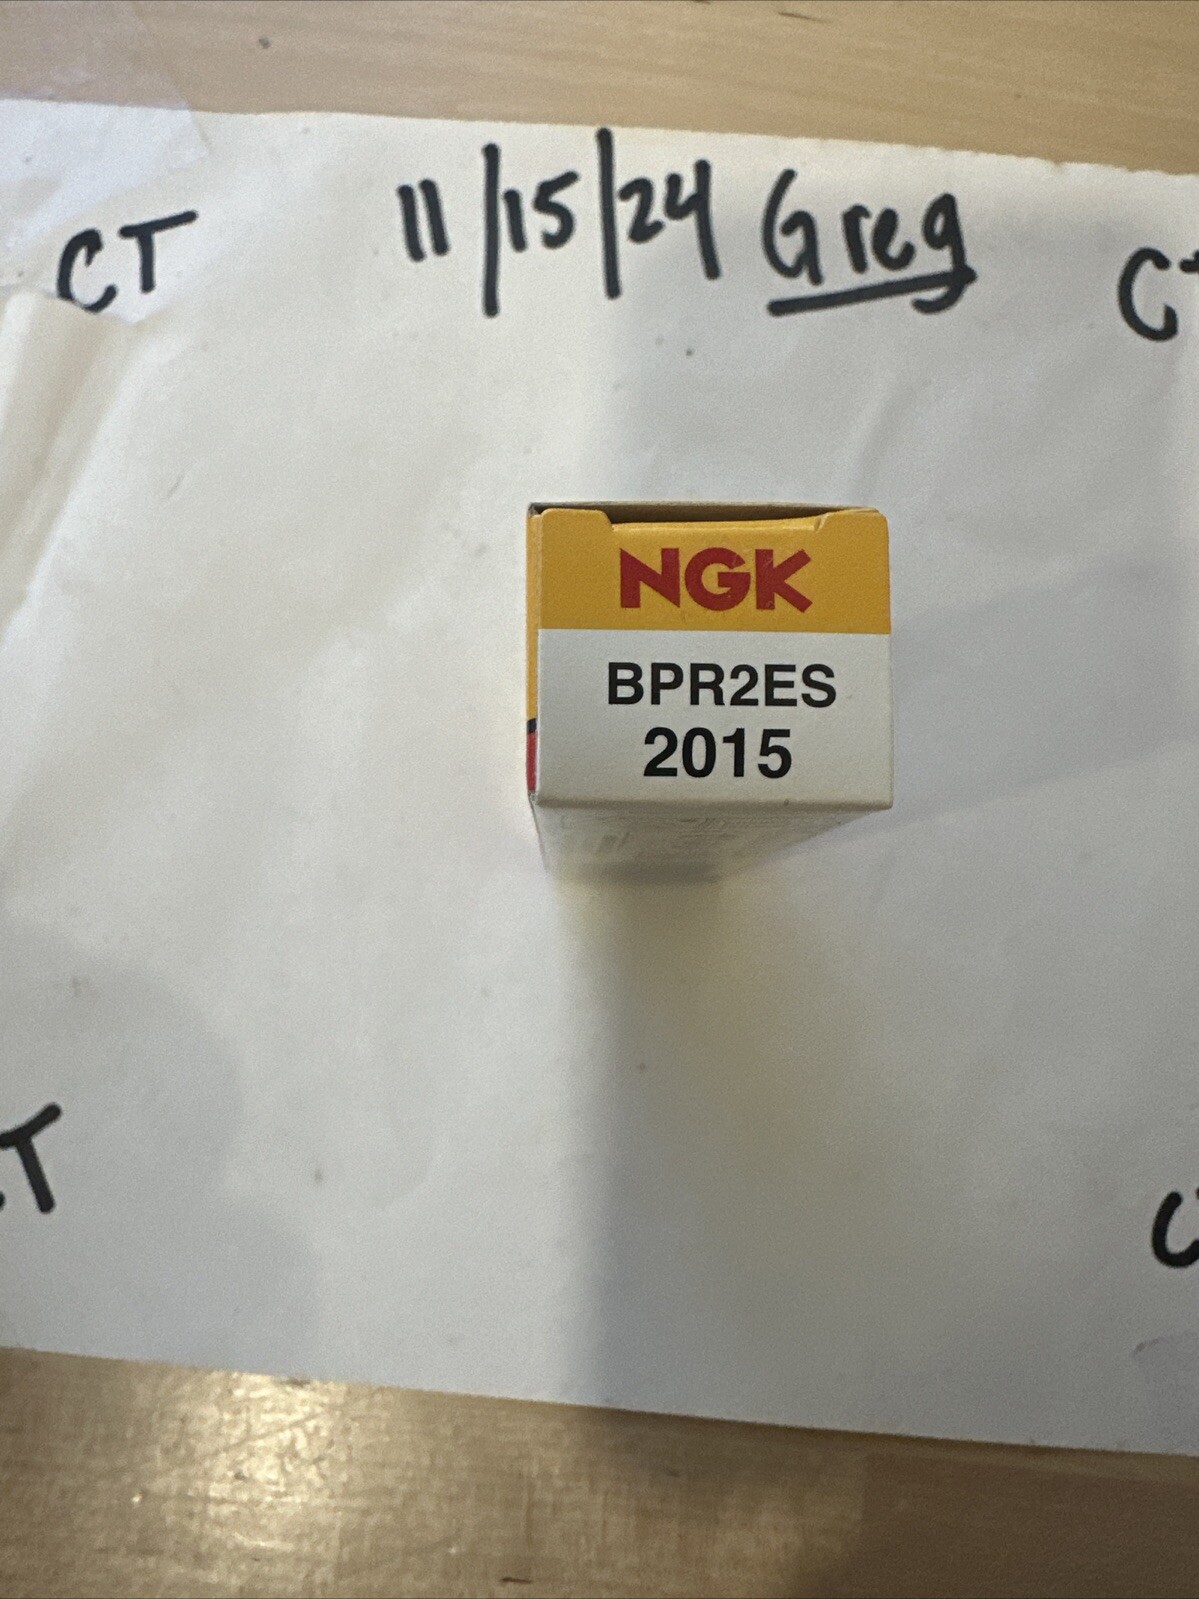 11/15/24 Greg
CT
NGK
BPR2ES
2015